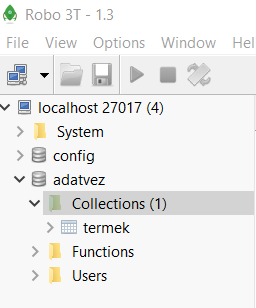 Robo 3T - 1.3
File View Options Window Hel
localhost 27017 (4)
System
config
adatvez
Collections (1)
termek
Functions
Users